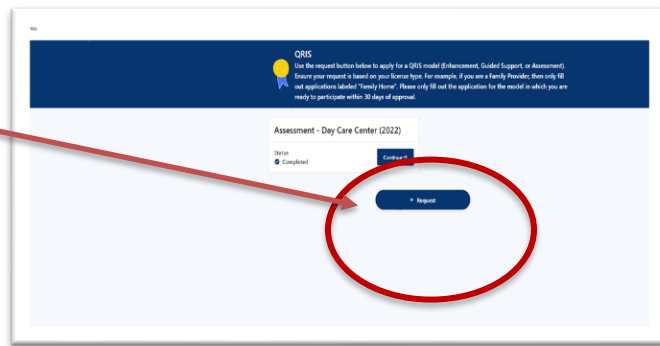 QRIS
Use the request button below to apply for a QRIS model (Enhancement, Guided Support, or Assessment).
Ensure your request is based on your license type. For example, if you are a Family Provider, then only fill
out applications labeled "Family Home". Please only fill out the application for the model in which you are
ready to participate within 30 days of approval.
Assessment - Day Care Center (2022)
Status
Completed
+ Request